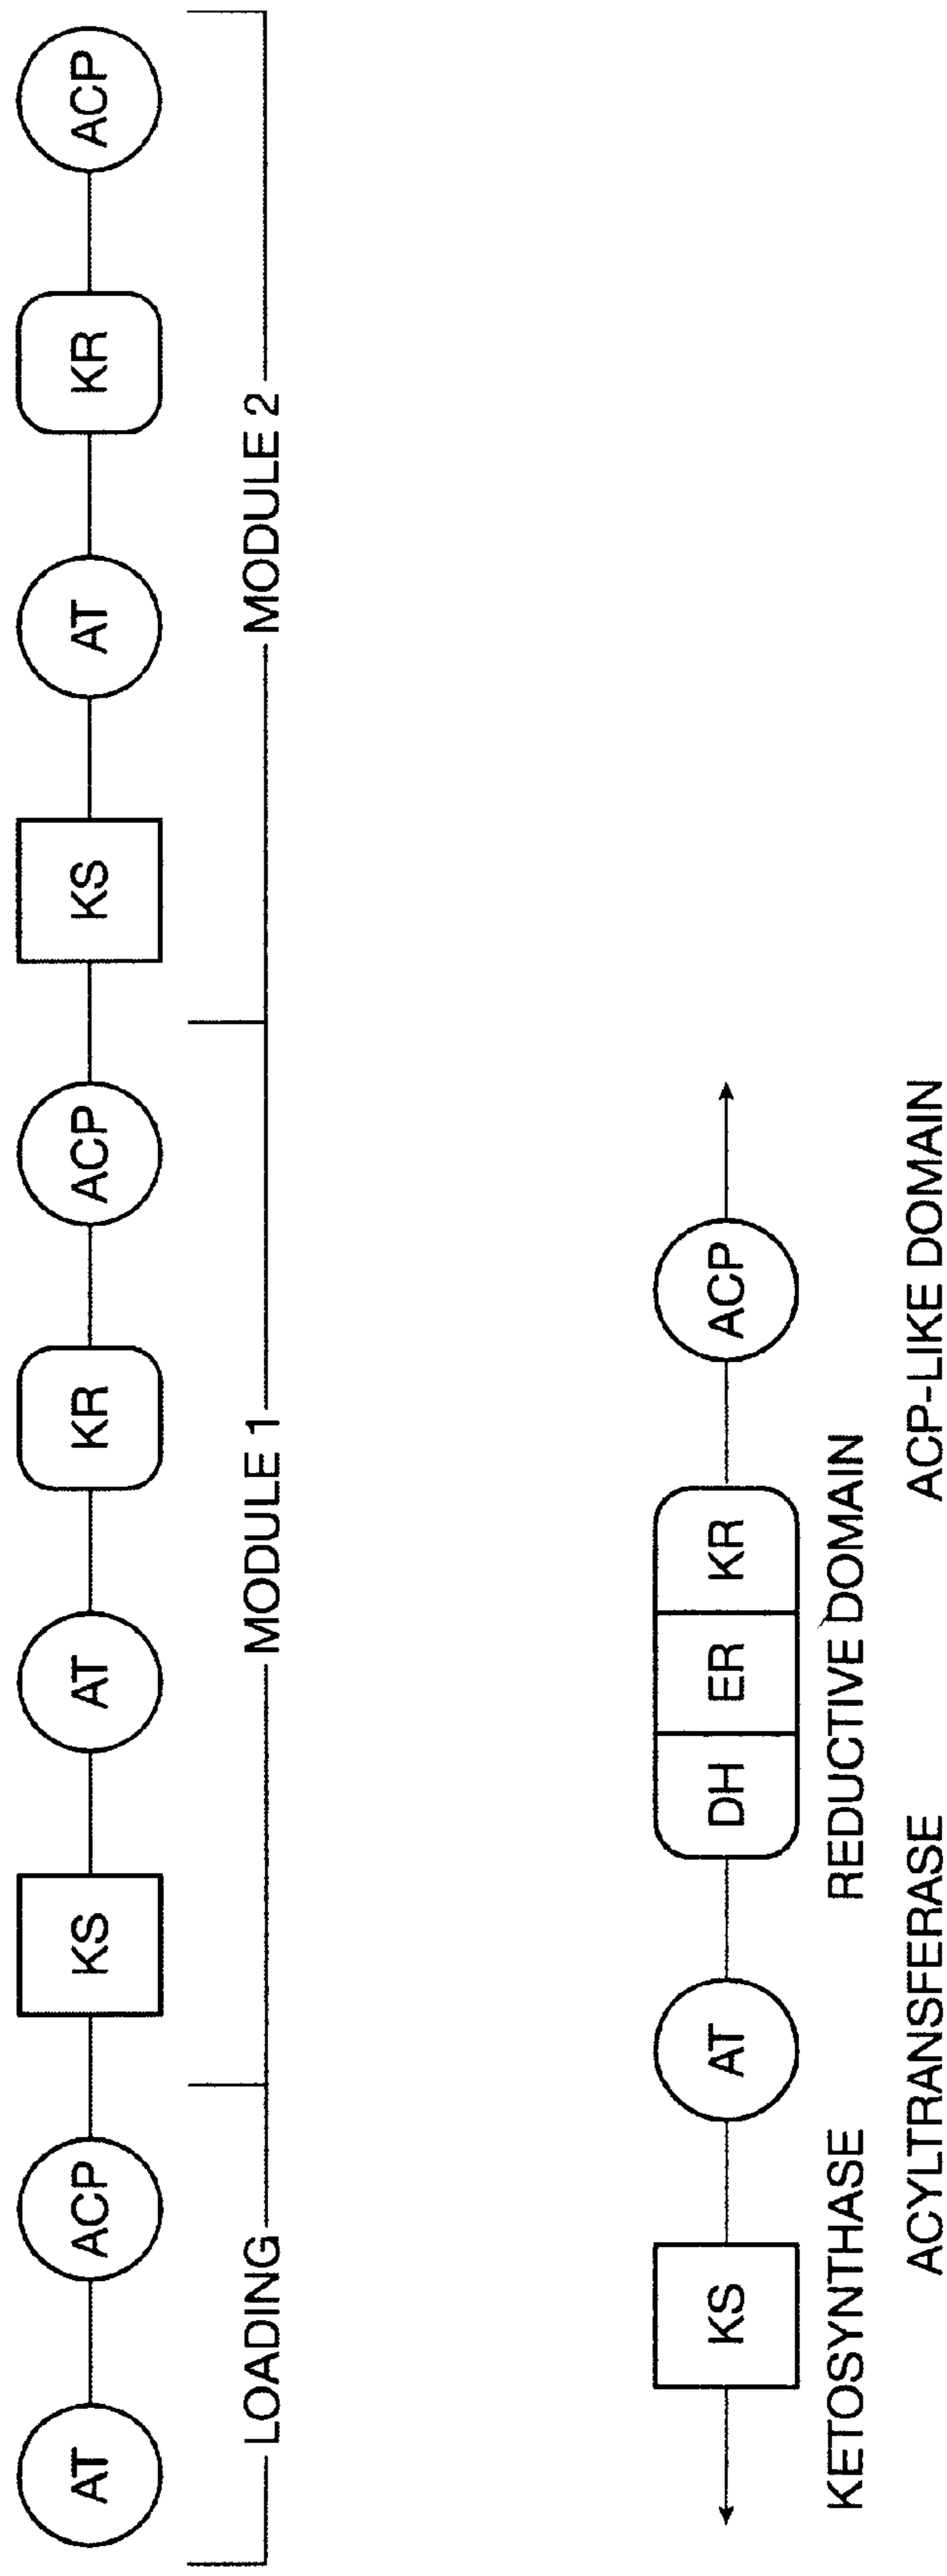 AT ACP KS AT KR ACP KS AT KR ACP
LOADING MODULE 1 MODULE 2
KS AT DH ER KR ACP
KETOSYNTHASE REDUCTIVE DOMAIN
ACYLTRANSFERASE ACP-LIKE DOMAIN